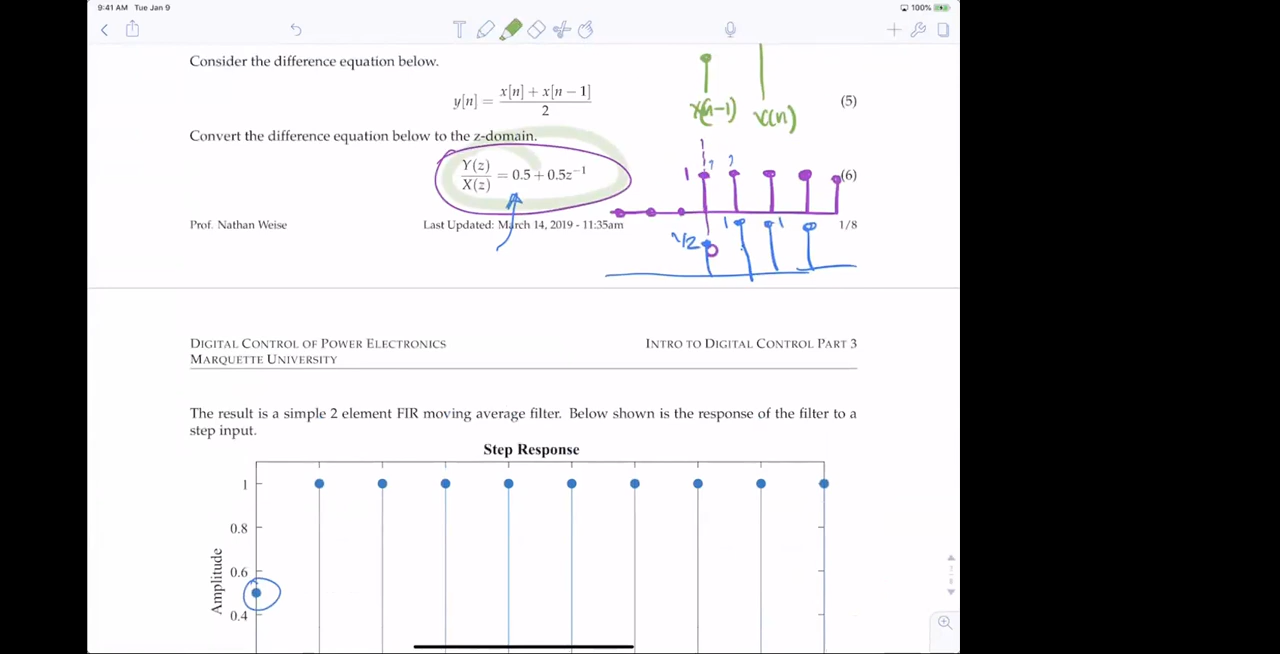 9:41 AM Tue Jan 9
100%
Consider the difference equation below.
y[n] = x[n] + x[n − 1] / 2
(5)
x(n-1) x(n)
Convert the difference equation below to the z-domain.
Y(z) / X(z) = 0.5 + 0.5z⁻¹
(6)
1
1/2
1 1
Prof. Nathan Weise Last Updated: March 14, 2019 - 11:35am 1/8
DIGITAL CONTROL OF POWER ELECTRONICS INTRO TO DIGITAL CONTROL PART 3
MARQUETTE UNIVERSITY
The result is a simple 2 element FIR moving average filter. Below shown is the response of the filter to a
step input.
Step Response
1
0.8
0.6
0.4
Amplitude